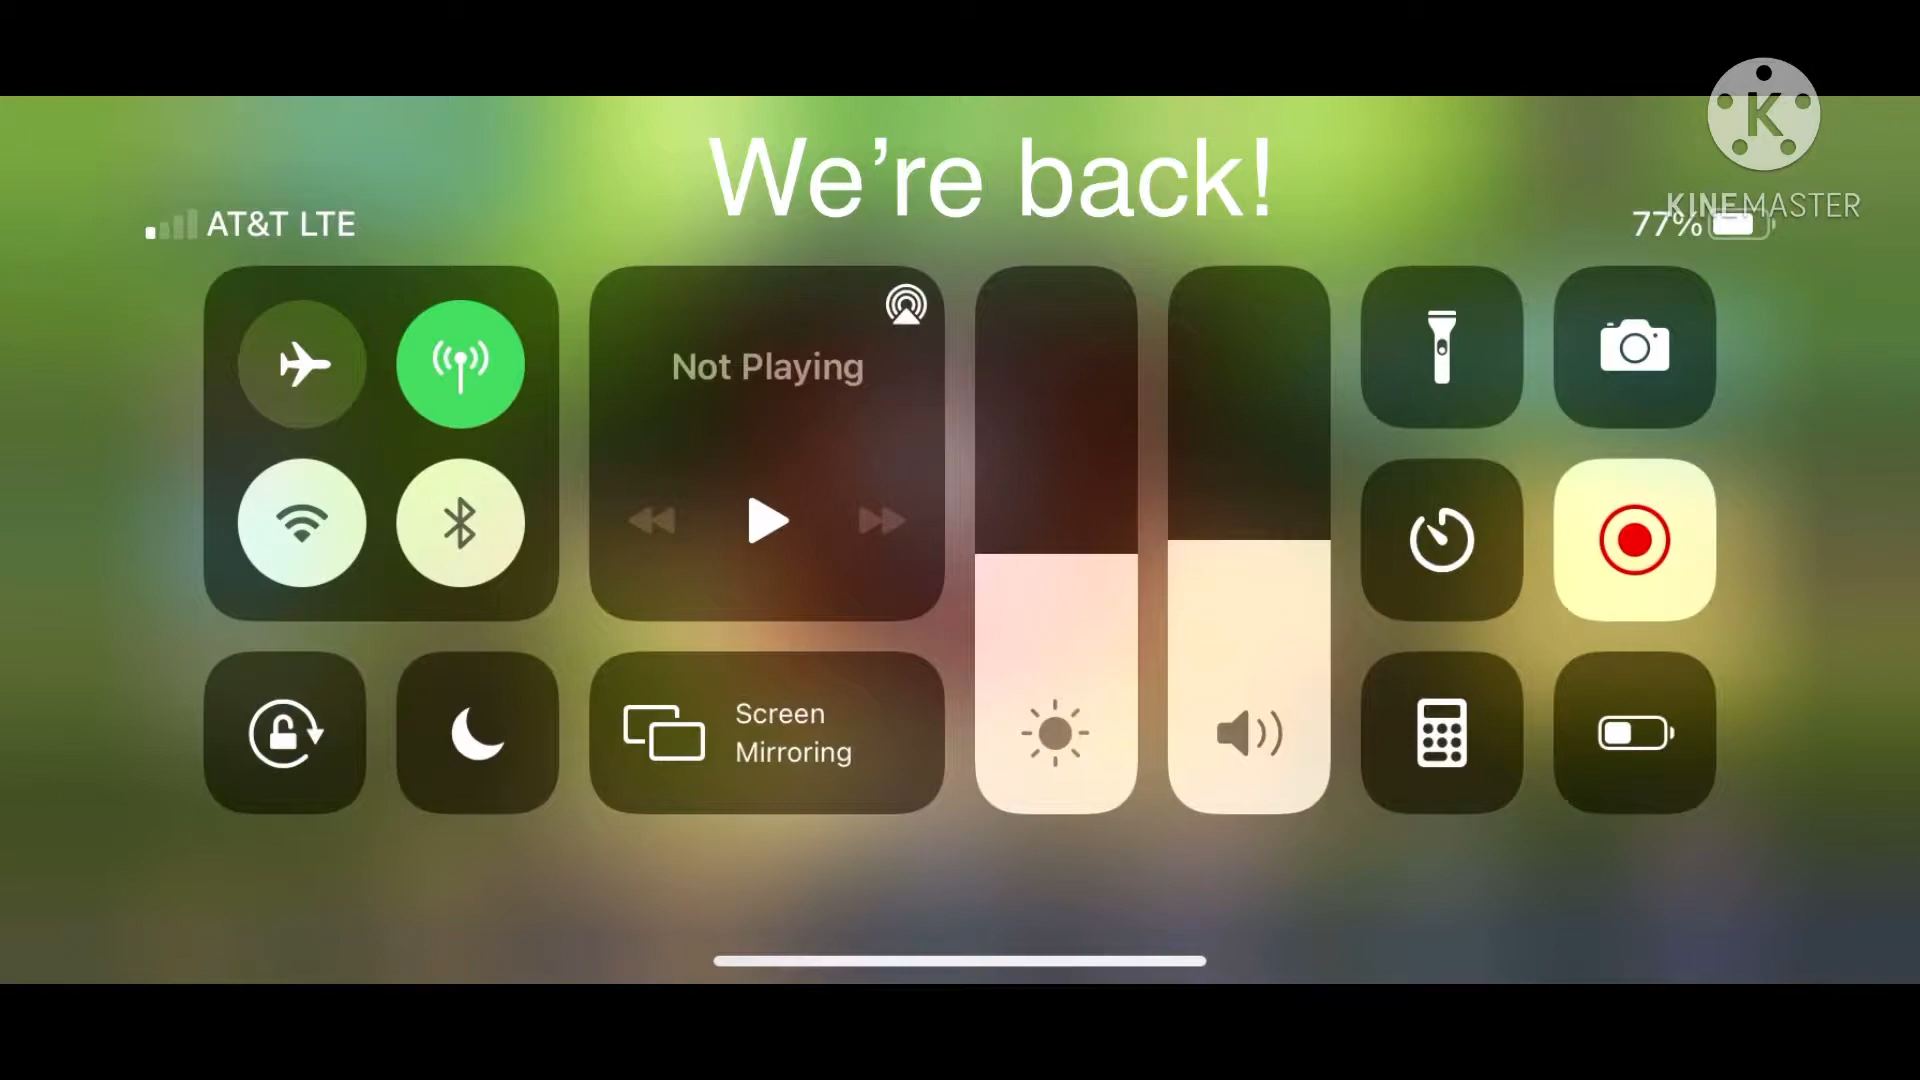 We’re back!
K
KINEMASTER
AT&T LTE
77%
Not Playing
Screen
Mirroring